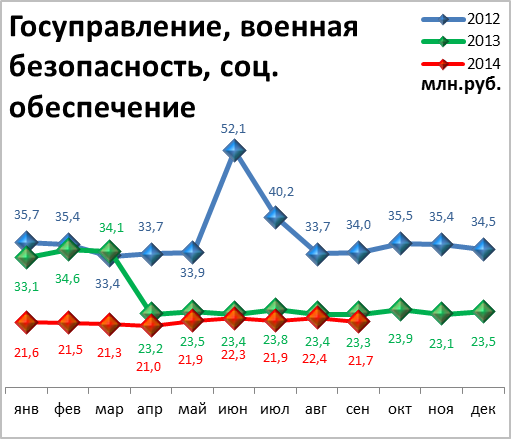 Госуправление, военная
безопасность, соц.
обеспечение
2012
2013
2014
млн.руб.
52,1
40,2
35,7 35,4 34,1 33,7 33,7 34,0 35,5 35,4 34,5
33,1 34,6 33,4 33,9
23,2 23,5 23,4 23,8 23,4 23,3 23,9 23,1 23,5
21,6 21,5 21,3 21,0 21,9 22,3 21,9 22,4 21,7
янв фев мар апр май июн июл авг сен окт ноя дек